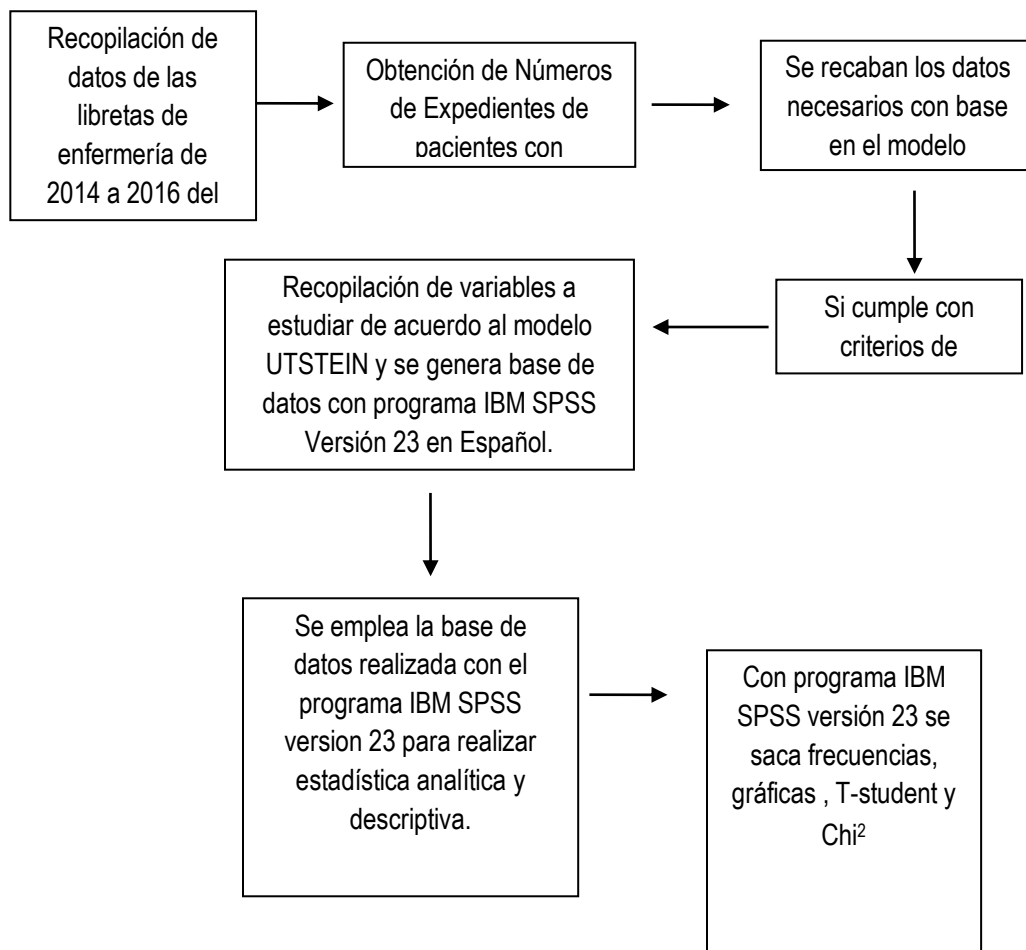 Recopilación de
datos de las
libretas de
enfermería de
2014 a 2016 del
Obtención de Números
de Expedientes de
pacientes con
Se recaban los datos
necesarios con base
en el modelo
Si cumple con
criterios de
Recopilación de variables a
estudiar de acuerdo al modelo
UTSTEIN y se genera base de
datos con programa IBM SPSS
Versión 23 en Español.
Se emplea la base de
datos realizada con el
programa IBM SPSS
version 23 para realizar
estadística analítica y
descriptiva.
Con programa IBM
SPSS versión 23 se
saca frecuencias,
gráficas , T-student y
Chi²